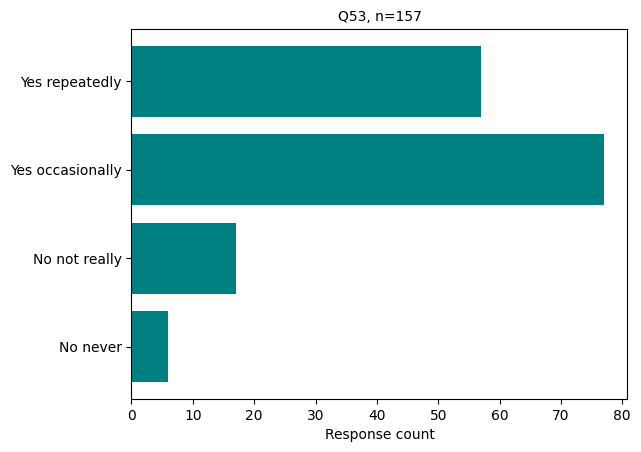 Q53, n=157
Yes repeatedly
Yes occasionally
No not really
No never
0 10 20 30 40 50 60 70 80
Response count